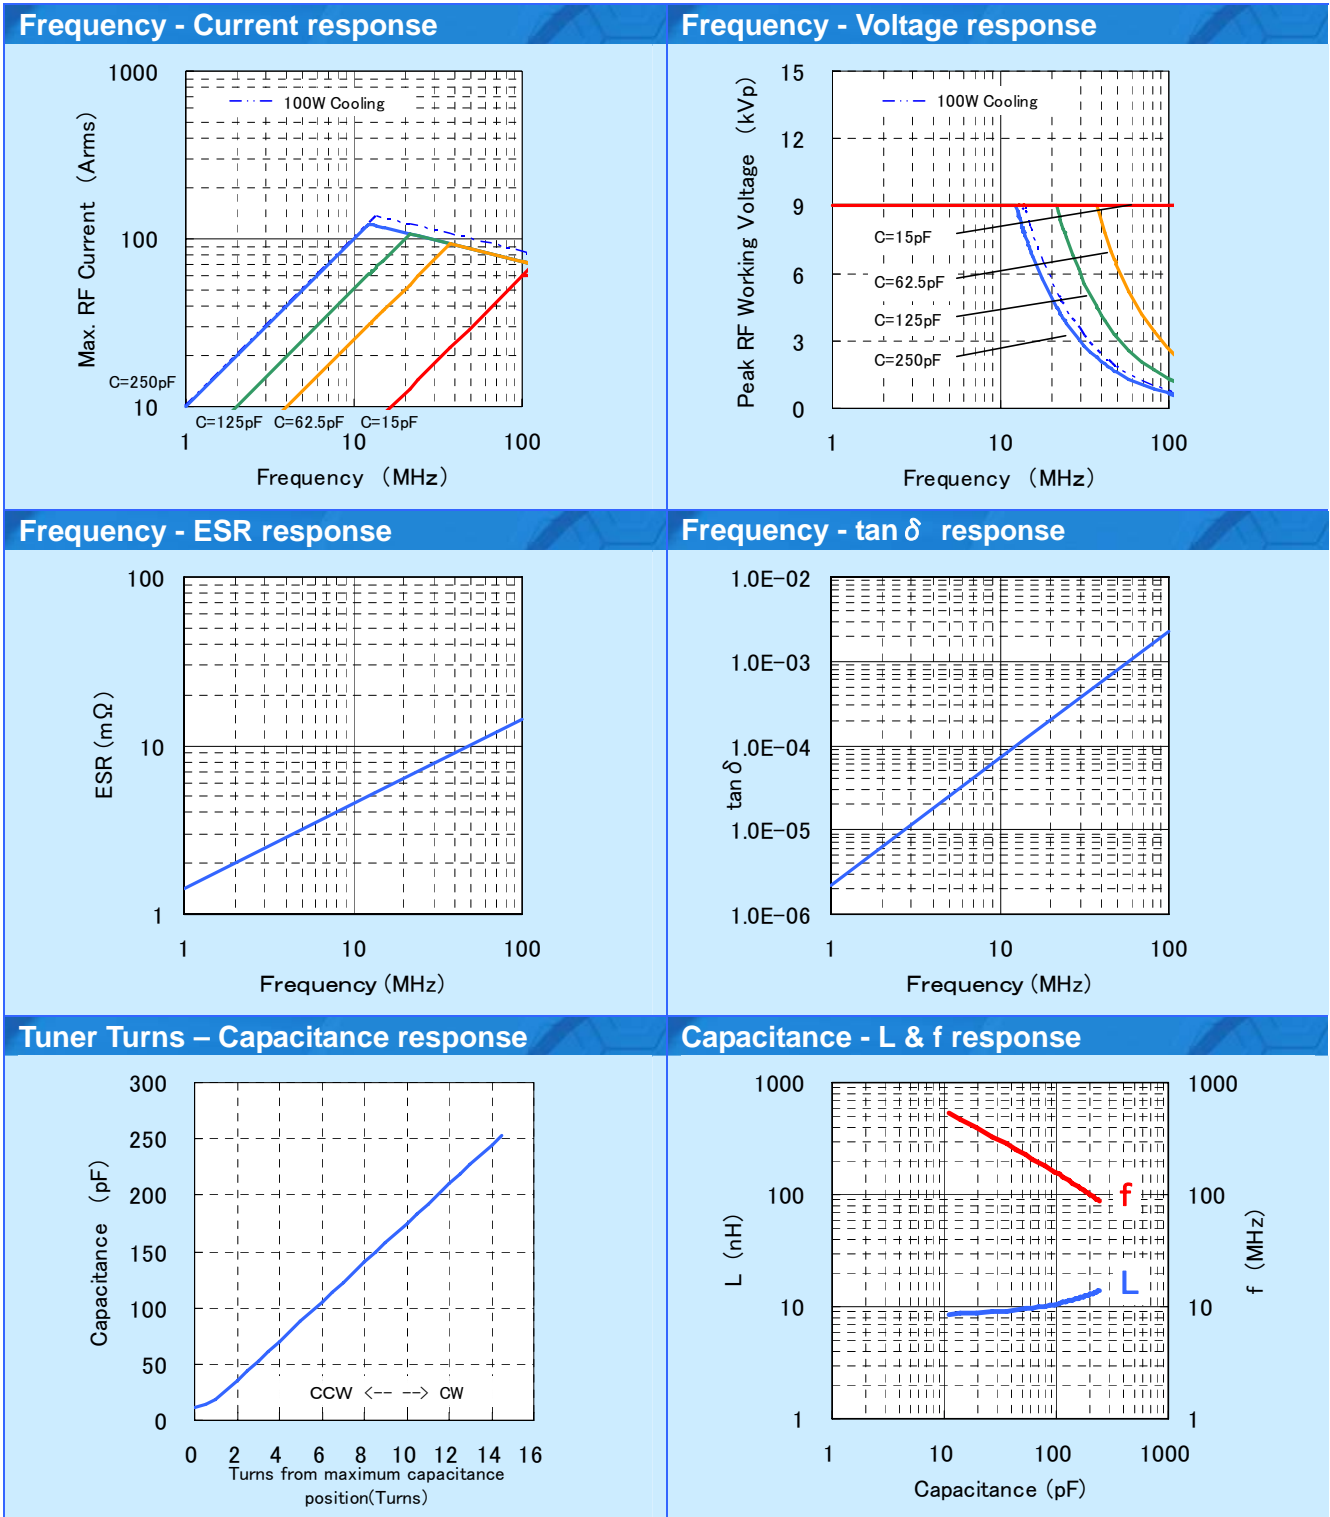 Frequency - Current response
1000
100W Cooling
Max. RF Current (Arms)
100
C=250pF
10
C=125pF C=62.5pF C=15pF
1 10 100
Frequency (MHz)
Frequency - Voltage response
15
100W Cooling
Peak RF Working Voltage (kVp)
12
9
C=15pF
6
C=62.5pF
C=125pF
3
C=250pF
0
1 10 100
Frequency (MHz)
Frequency - ESR response
100
ESR (mΩ)
10
1
1 10 100
Frequency (MHz)
Frequency - tan δ response
1.0E-02
1.0E-03
1.0E-04
tan δ
1.0E-05
1.0E-06
1 10 100
Frequency (MHz)
Tuner Turns – Capacitance response
300
250
Capacitance (pF)
200
150
100
50
CCW <-- --> CW
0
0 2 4 6 8 10 12 14 16
Turns from maximum capacitance
position(Turns)
Capacitance - L & f response
1000 1000
100 f 100
L (nH)
f (MHz)
L
10 10
1 1
1 10 100 1000
Capacitance (pF)